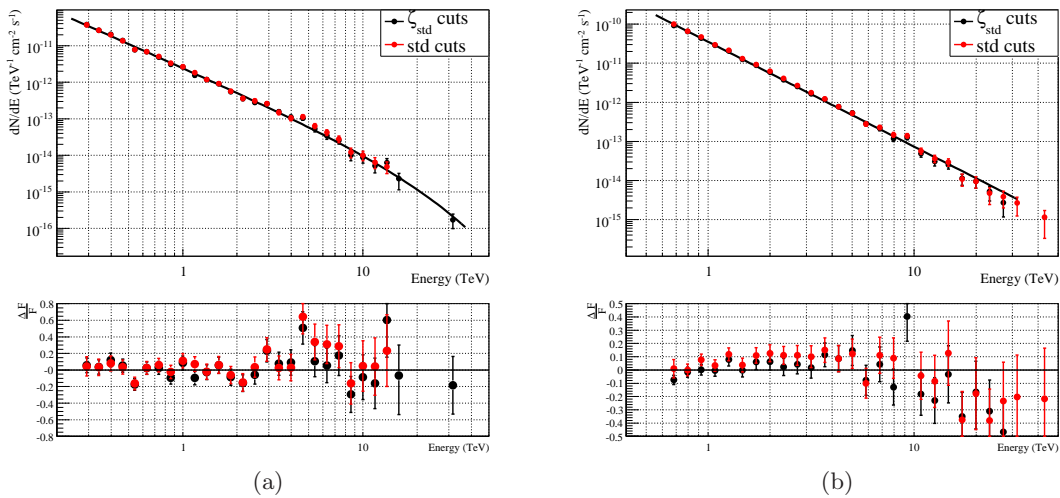 dN/dE (TeV⁻¹ cm⁻² s⁻¹)
10⁻¹¹
10⁻¹²
10⁻¹³
10⁻¹⁴
10⁻¹⁵
10⁻¹⁶
ζstd cuts
std cuts
1 10
Energy (TeV)
ΔF/F
0.8
0.6
0.4
0.2
-0
-0.2
-0.4
-0.6
-0.8
1 10
Energy (TeV)
(a)
dN/dE (TeV⁻¹ cm⁻² s⁻¹)
10⁻¹⁰
10⁻¹¹
10⁻¹²
10⁻¹³
10⁻¹⁴
10⁻¹⁵
ζstd cuts
std cuts
1 10
Energy (TeV)
ΔF/F
0.5
0.4
0.3
0.2
0.1
0
-0.1
-0.2
-0.3
-0.4
-0.5
1 10
Energy (TeV)
(b)